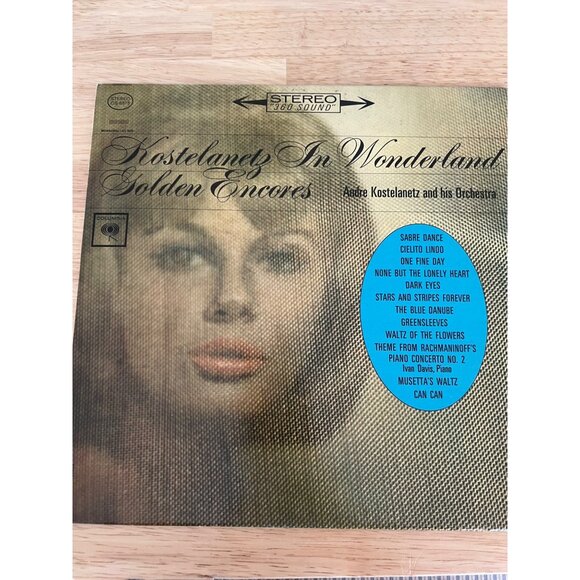 STEREO
STEREO
"360 SOUND"
Kostelanetz In Wonderland
Golden Encores
Andre Kostelanetz and his Orchestra
COLUMBIA
SABRE DANCE
CIELITO LINDO
ONE FINE DAY
NONE BUT THE LONELY HEART
DARK EYES
STARS AND STRIPES FOREVER
THE BLUE DANUBE
GREENSLEEVES
WALTZ OF THE FLOWERS
THEME FROM RACHMANINOFF'S
PIANO CONCERTO NO. 2
Ivan Davis, Piano
MUSETTA'S WALTZ
CAN CAN